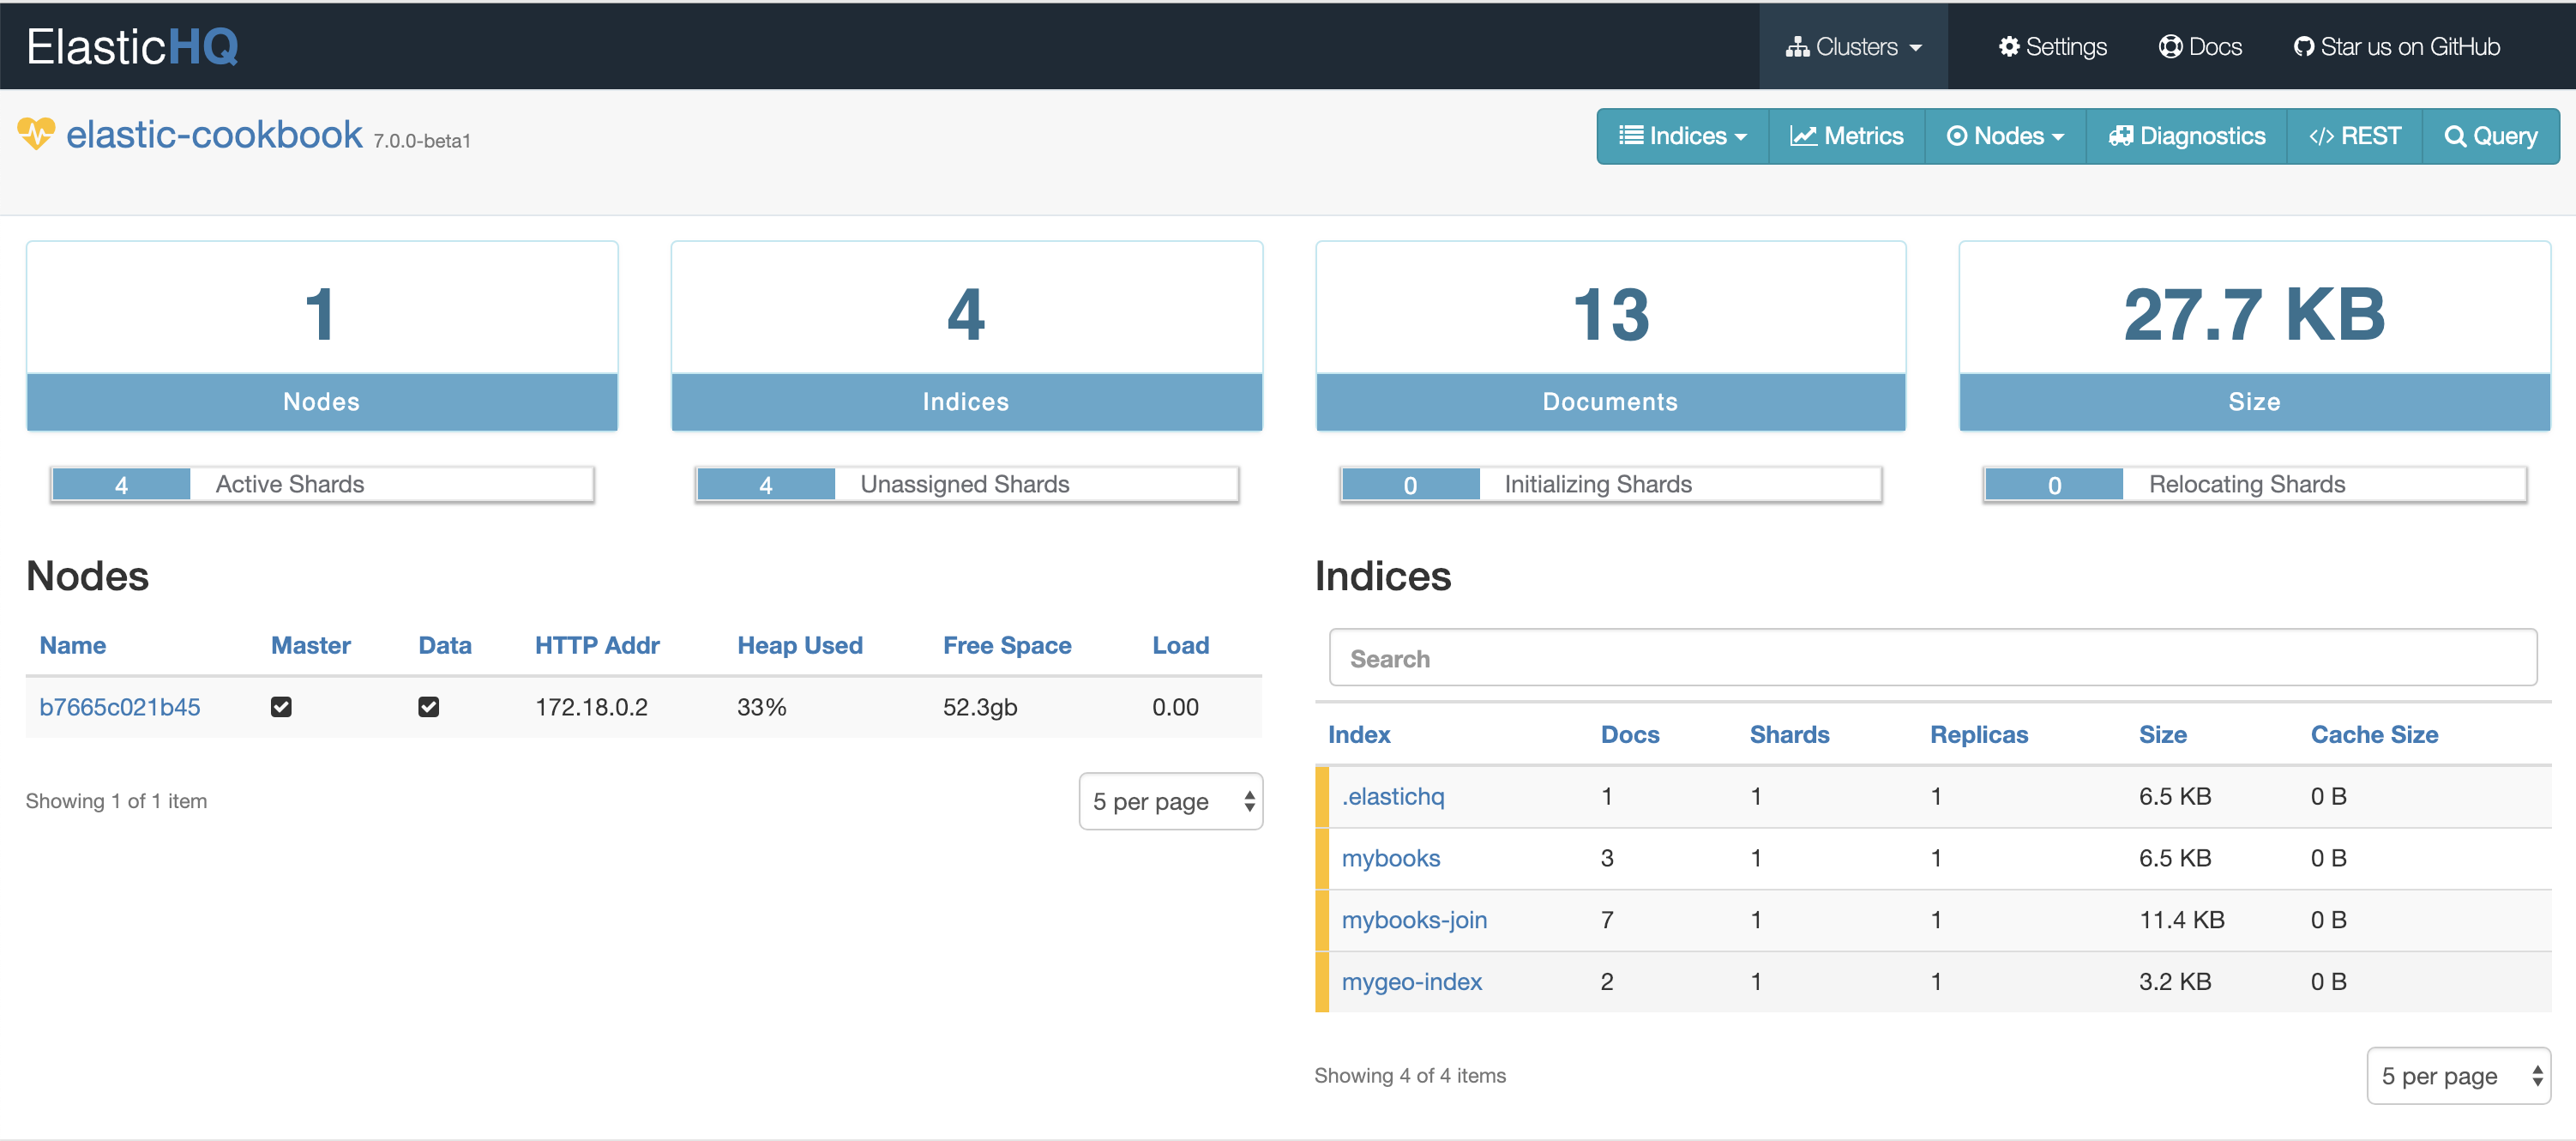 ElasticHQ Clusters Settings Docs Star us on GitHub
elastic-cookbook 7.0.0-beta1 Indices Metrics Nodes Diagnostics REST Query
1 4 13 27.7 KB
Nodes Indices Documents Size
4 Active Shards 4 Unassigned Shards 0 Initializing Shards 0 Relocating Shards
Nodes
Name Master Data HTTP Addr Heap Used Free Space Load
b7665c021b45 172.18.0.2 33% 52.3gb 0.00
Showing 1 of 1 item 5 per page
Indices
Search
Index Docs Shards Replicas Size Cache Size
.elastichq 1 1 1 6.5 KB 0 B
mybooks 3 1 1 6.5 KB 0 B
mybooks-join 7 1 1 11.4 KB 0 B
mygeo-index 2 1 1 3.2 KB 0 B
Showing 4 of 4 items 5 per page